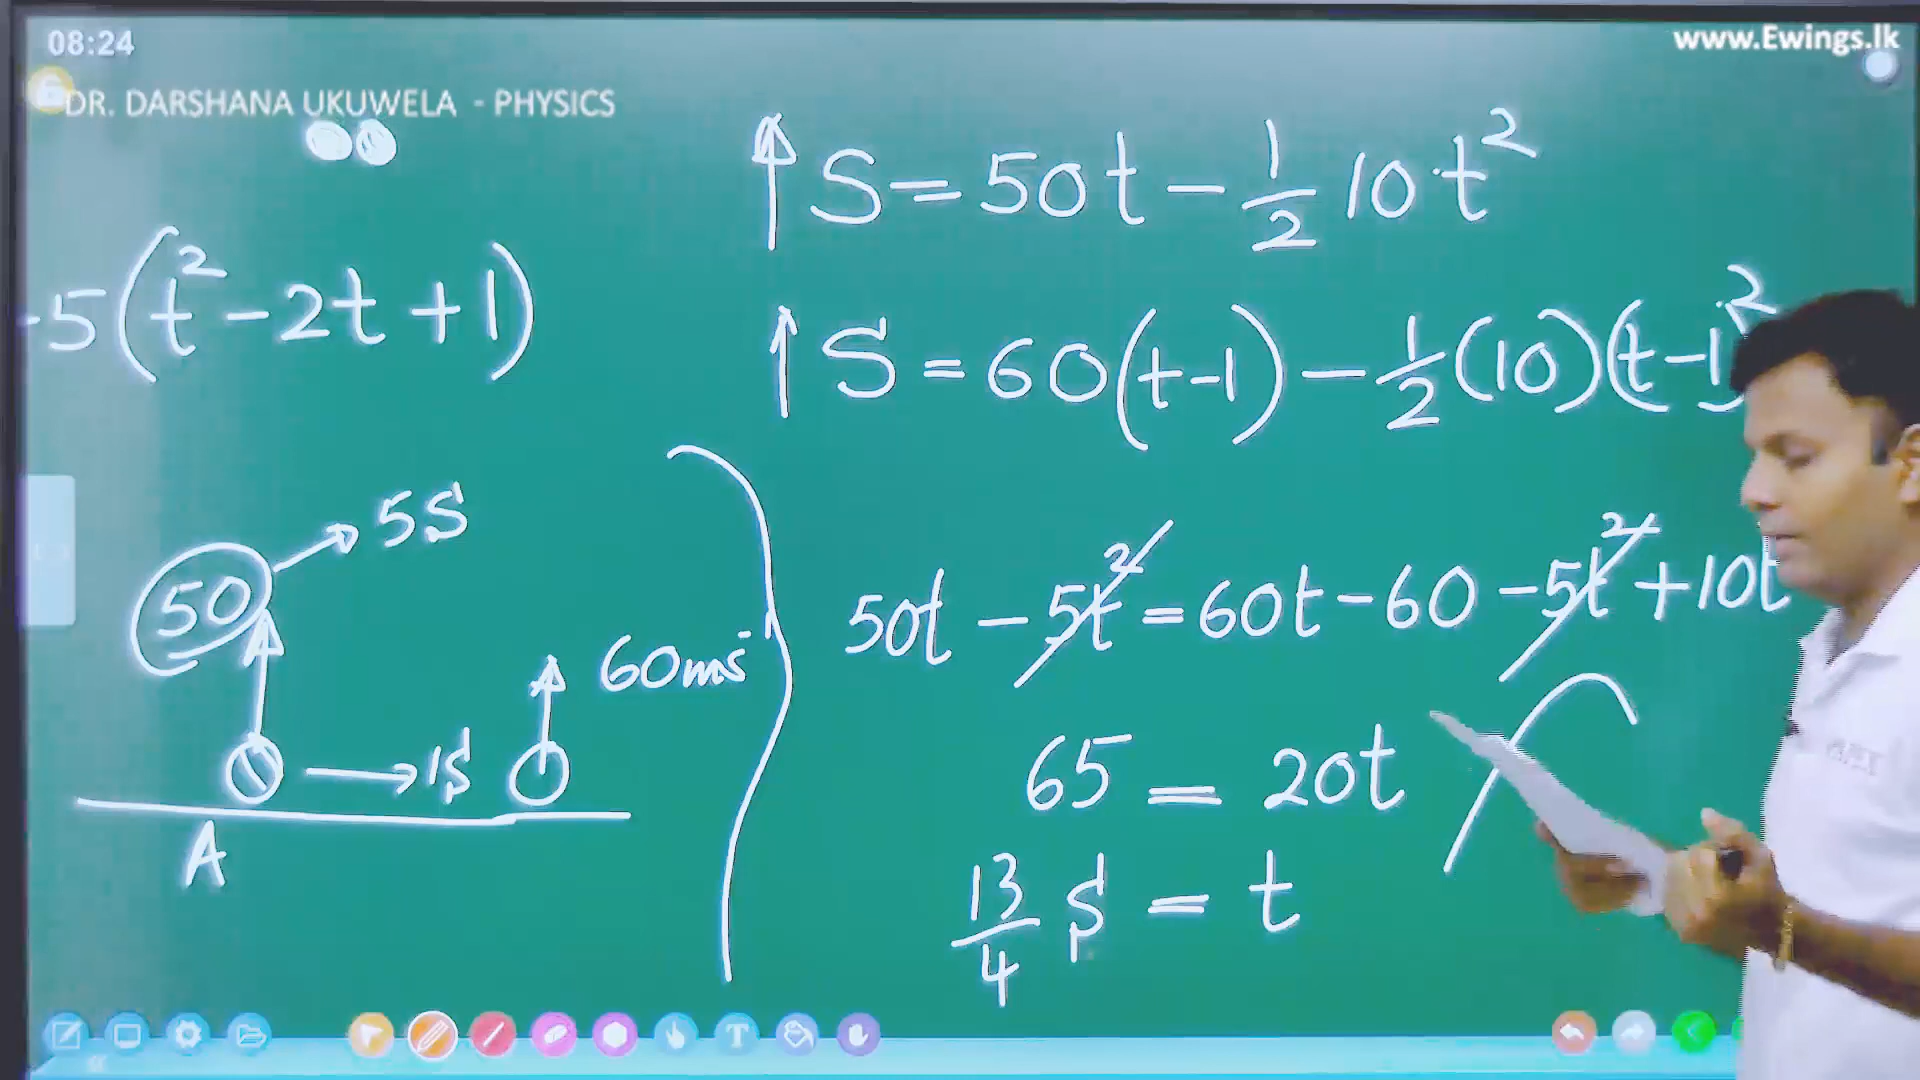 08:24
www.Ewings.lk
DR. DARSHANA UKUWELA - PHYSICS
S = 50t - 1/2 10t²
-5(t² - 2t + 1)
S = 60(t-1) - 1/2 (10)(t-1)²
5S
50
50t - 5t² = 60t - 60 - 5t² + 10t
60ms⁻
1S
65 = 20t
A
13/4 S = t
T